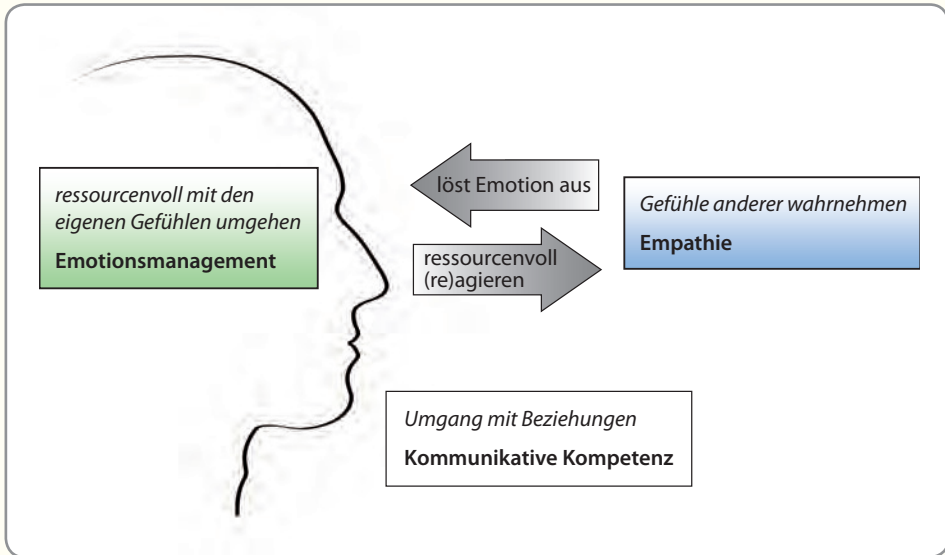 ressourcenvoll mit den
eigenen Gefühlen umgehen
Emotionsmanagement
löst Emotion aus
ressourcenvoll
(re)agieren
Gefühle anderer wahrnehmen
Empathie
Umgang mit Beziehungen
Kommunikative Kompetenz